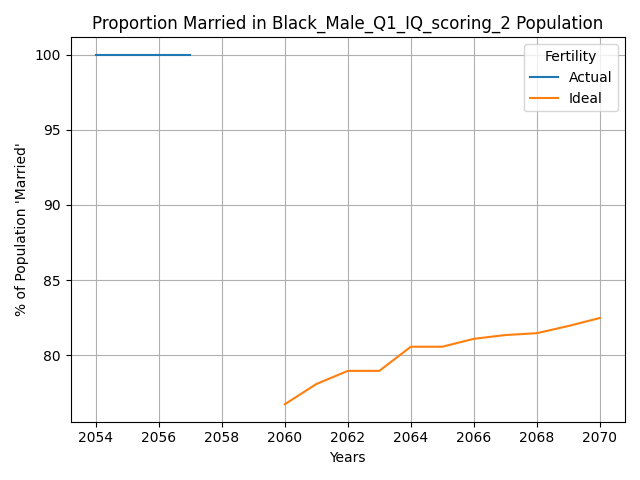 Proportion Married in Black_Male_Q1_IQ_scoring_2 Population
Fertility
Actual
Ideal
% of Population 'Married'
100
95
90
85
80
2054
2056
2058
2060
2062
2064
2066
2068
2070
Years